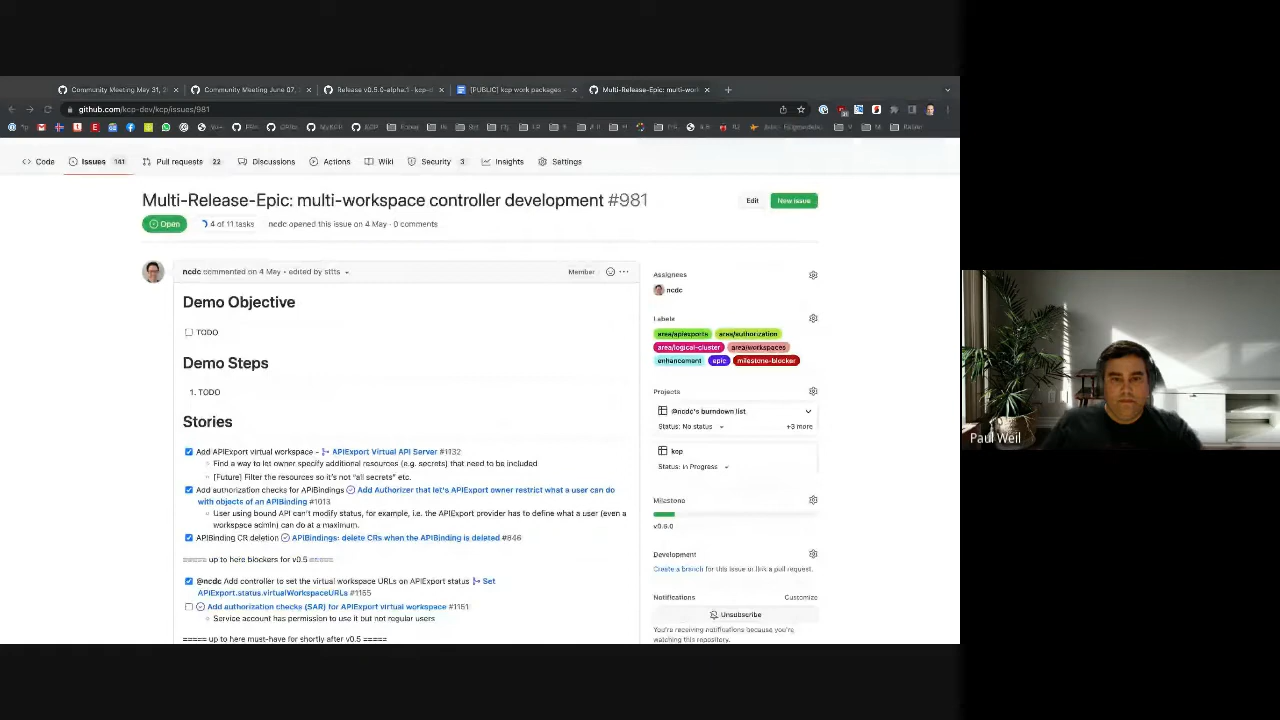 Community Meeting May 31, 2
Community Meeting June 07,
Release v0.5.0-alpha.1 · kcp-d
[PUBLIC] kcp work packages -
Multi-Release-Epic: multi-wor
github.com/kcp-dev/kcp/issues/981
Code
Issues 141
Pull requests 22
Discussions
Actions
Wiki
Security 3
Insights
Settings
Multi-Release-Epic: multi-workspace controller development #981
Edit
New issue
Open
4 of 11 tasks
ncdc opened this issue on 4 May · 0 comments
ncdc commented on 4 May • edited by sttts
Member
Demo Objective
TODO
Demo Steps
1. TODO
Stories
Add APIExport virtual workspace - APIExport Virtual API Server #1132
Find a way to let owner specify additional resources (e.g. secrets) that need to be included
[Future] Filter the resources so it's not "all secrets" etc.
Add authorization checks for APIBindings Add Authorizer that let's APIExport owner restrict what a user can do
with objects of an APIBinding #1013
User using bound API can't modify status, for example, i.e. the APIExport provider has to define what a user (even a
workspace admin) can do at a maximum.
APIBinding CR deletion APIBindings: delete CRs when the APIBinding is deleted #846
===== up to here blockers for v0.5 =====
@ncdc Add controller to set the virtual workspace URLs on APIExport status Set
APIExport.status.virtualWorkspaceURLs #1155
Add authorization checks (SAR) for APIExport virtual workspace #1151
Service account has permission to use it but not regular users
===== up to here must-have for shortly after v0.5 =====
Assignees
ncdc
Labels
area/apiexports
area/authorization
area/logical-cluster
area/workspaces
enhancement
epic
milestone-blocker
Projects
@ncdc's burndown list
Status: No status
+3 more
kcp
Status: In Progress
Milestone
v0.6.0
Development
Create a branch for this issue or link a pull request.
Notifications
Customize
Unsubscribe
You're receiving notifications because you're
watching this repository.
Paul Weil